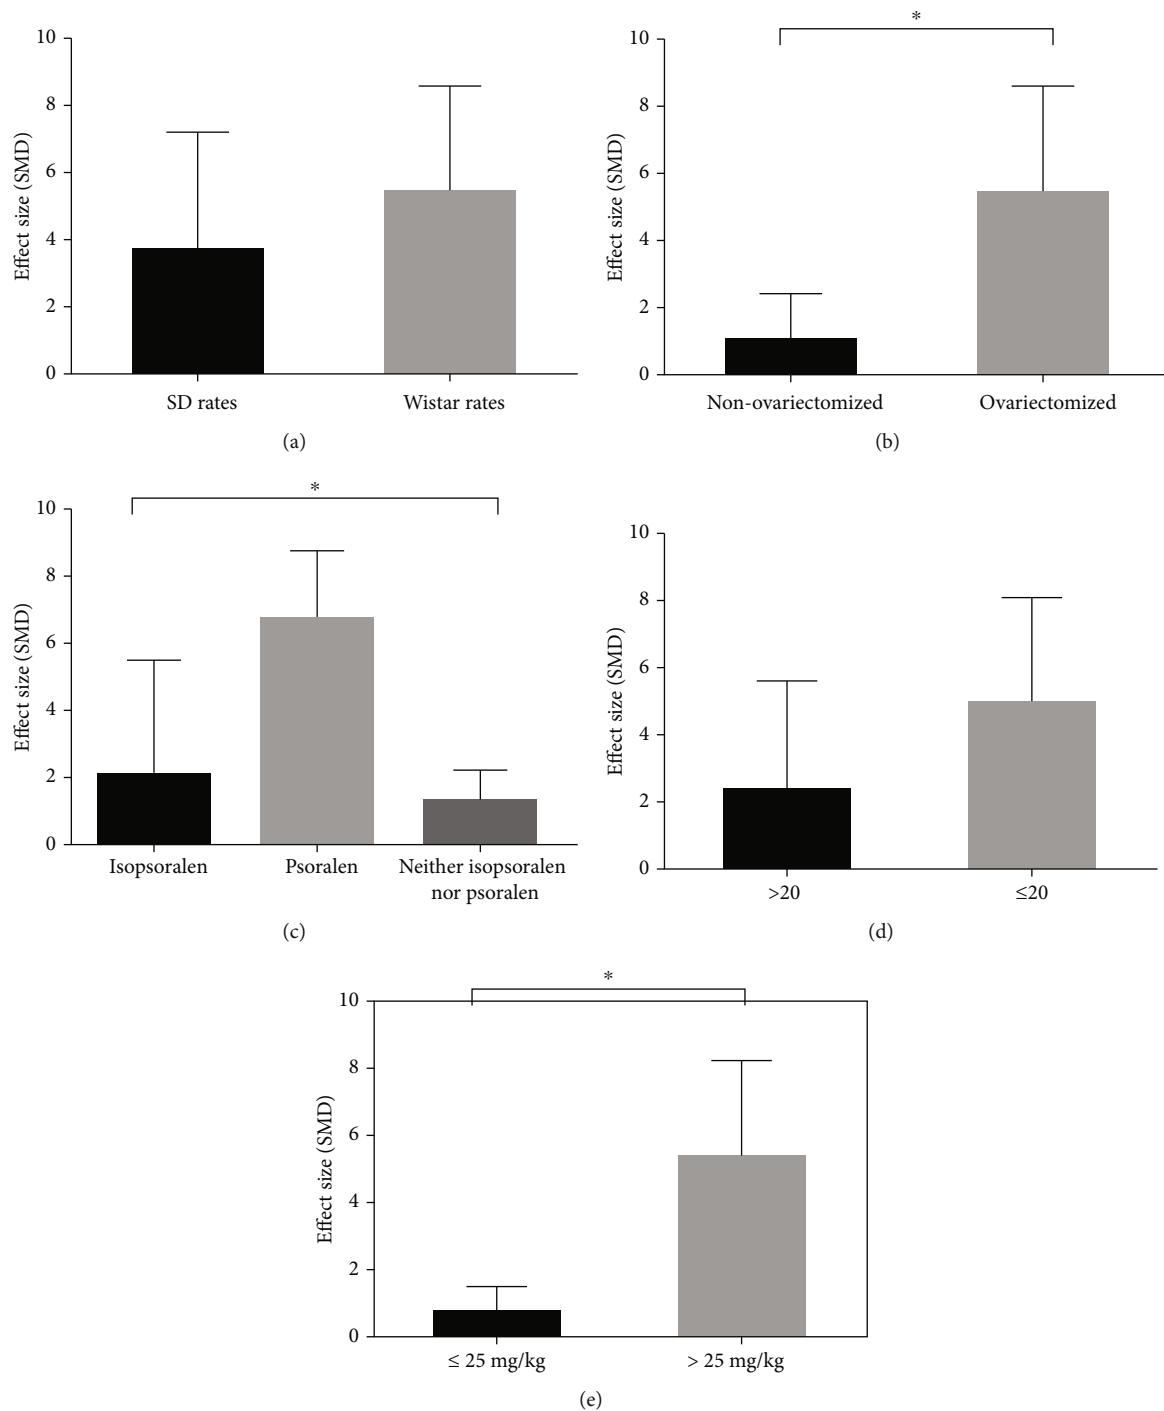 10
8
6
4
2
0
Effect size (SMD)
SD rates
Wistar rates
(a)
*
10
8
6
4
2
0
Effect size (SMD)
Non-ovariectomized
Ovariectomized
(b)
*
10
8
6
4
2
0
Effect size (SMD)
Isopsoralen
Psoralen
Neither isopsoralen
nor psoralen
(c)
10
8
6
4
2
0
Effect size (SMD)
>20
≤20
(d)
*
10
8
6
4
2
0
Effect size (SMD)
≤ 25 mg/kg
> 25 mg/kg
(e)